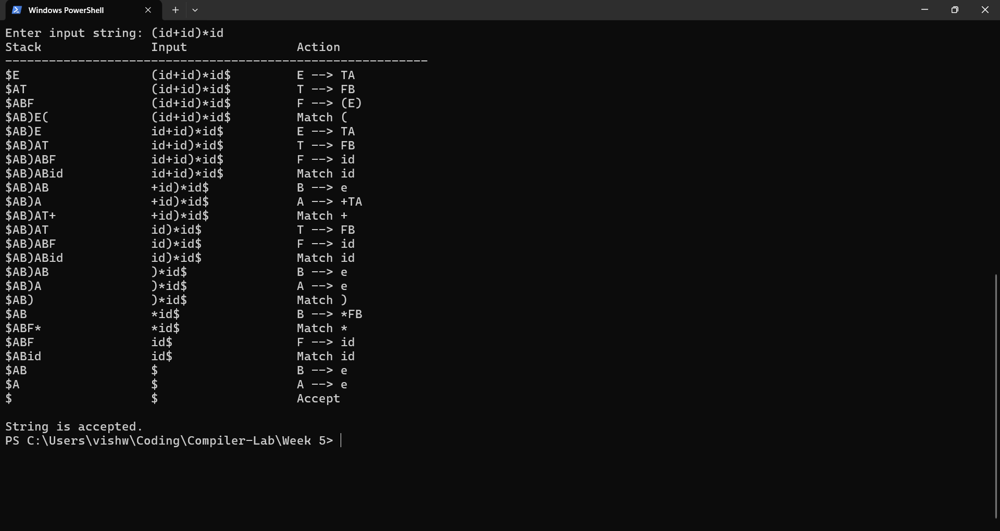 Windows PowerShell
Enter input string: (id+id)*id
Stack               Input               Action
----------------------------------------------------------
$E                  (id+id)*id$         E --> TA
$AT                 (id+id)*id$         T --> FB
$ABF                (id+id)*id$         F --> (E)
$AB)E(              (id+id)*id$         Match (
$AB)E               id+id)*id$          E --> TA
$AB)AT              id+id)*id$          T --> FB
$AB)ABF             id+id)*id$          F --> id
$AB)ABid            id+id)*id$          Match id
$AB)AB              +id)*id$            B --> e
$AB)A               +id)*id$            A --> +TA
$AB)AT+             +id)*id$            Match +
$AB)AT              id)*id$             T --> FB
$AB)ABF             id)*id$             F --> id
$AB)ABid            id)*id$             Match id
$AB)AB              )*id$               B --> e
$AB)A               )*id$               A --> e
$AB)                )*id$               Match )
$AB                 *id$                B --> *FB
$ABF*               *id$                Match *
$ABF                id$                 F --> id
$ABid               id$                 Match id
$AB                 $                   B --> e
$A                  $                   A --> e
$                   $                   Accept
String is accepted.
PS C:\Users\vishw\Coding\Compiler-Lab\Week 5>